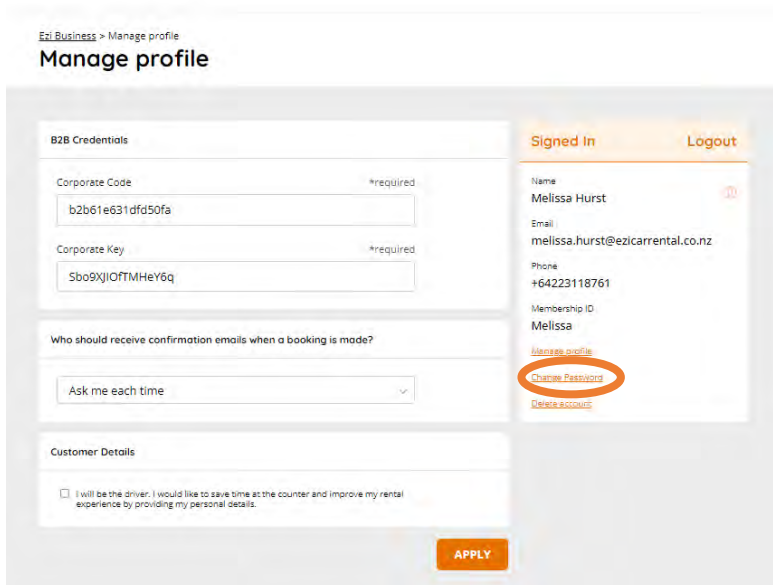 Ezi Business > Manage profile
Manage profile
B2B Credentials
Corporate Code *required
b2b61e631dfd50fa
Corporate Key *required
Sbo9XJIOfTMHeY6q
Who should receive confirmation emails when a booking is made?
Ask me each time
Customer Details
I will be the driver. I would like to save time at the counter and improve my rental
experience by providing my personal details.
APPLY
Signed In Logout
Name
Melissa Hurst
Email
melissa.hurst@ezicarrental.co.nz
Phone
+64223118761
Membership ID
Melissa
Manage profile
Change Password
Delete account